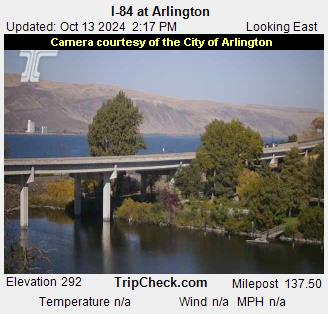 I-84 at Arlington
Updated: Oct 13 2024 2:17 PM Looking East
Camera courtesy of the City of Arlington
Elevation 292 TripCheck.com Milepost 137.50
Temperature n/a Wind n/a MPH n/a